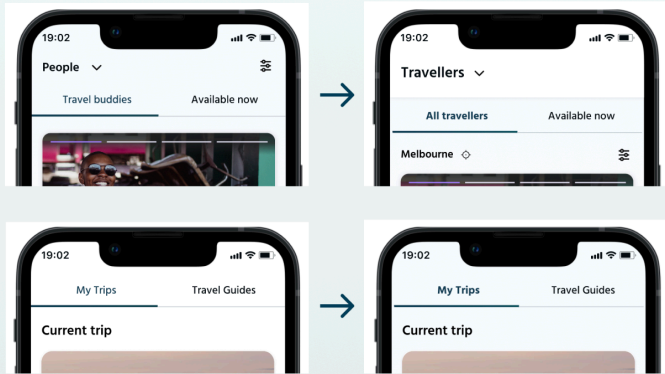 19:02
People
Travel buddies
Available now
19:02
Travellers
All travellers
Available now
Melbourne
19:02
My Trips
Travel Guides
Current trip
19:02
My Trips
Travel Guides
Current trip